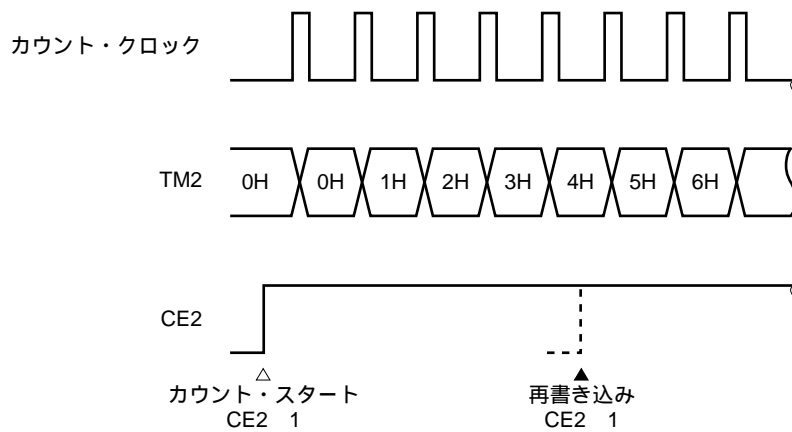 カウント・クロック
TM2 0H 0H 1H 2H 3H 4H 5H 6H
CE2
カウント・スタート
CE2 1
再書き込み
CE2 1